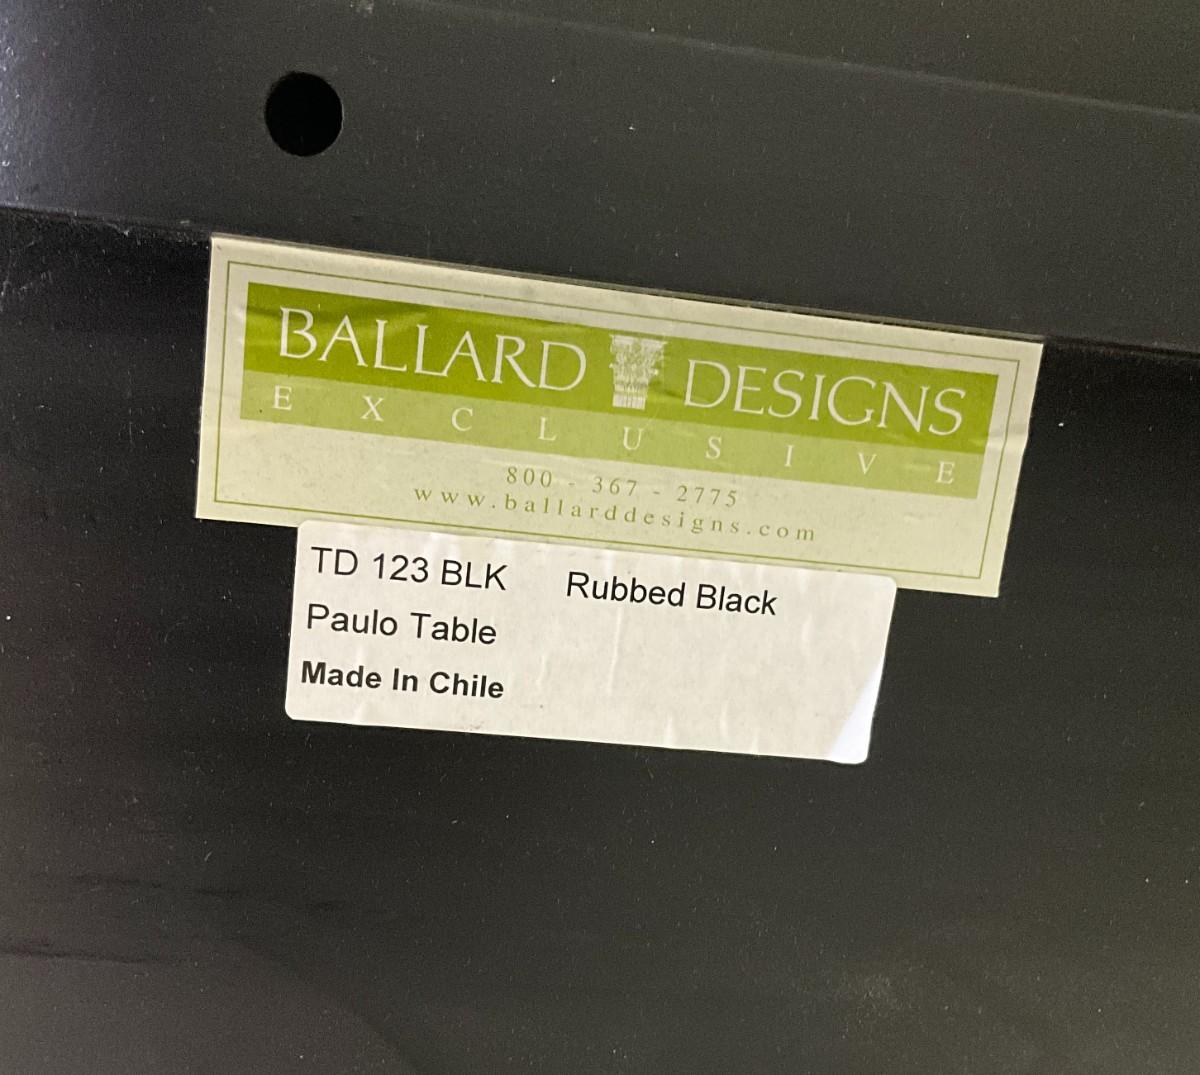 BALLARD DESIGNS
EXCLUSIVE
800 - 367 - 2775
www.ballarddesigns.com
TD 123 BLK Rubbed Black
Paulo Table
Made In Chile